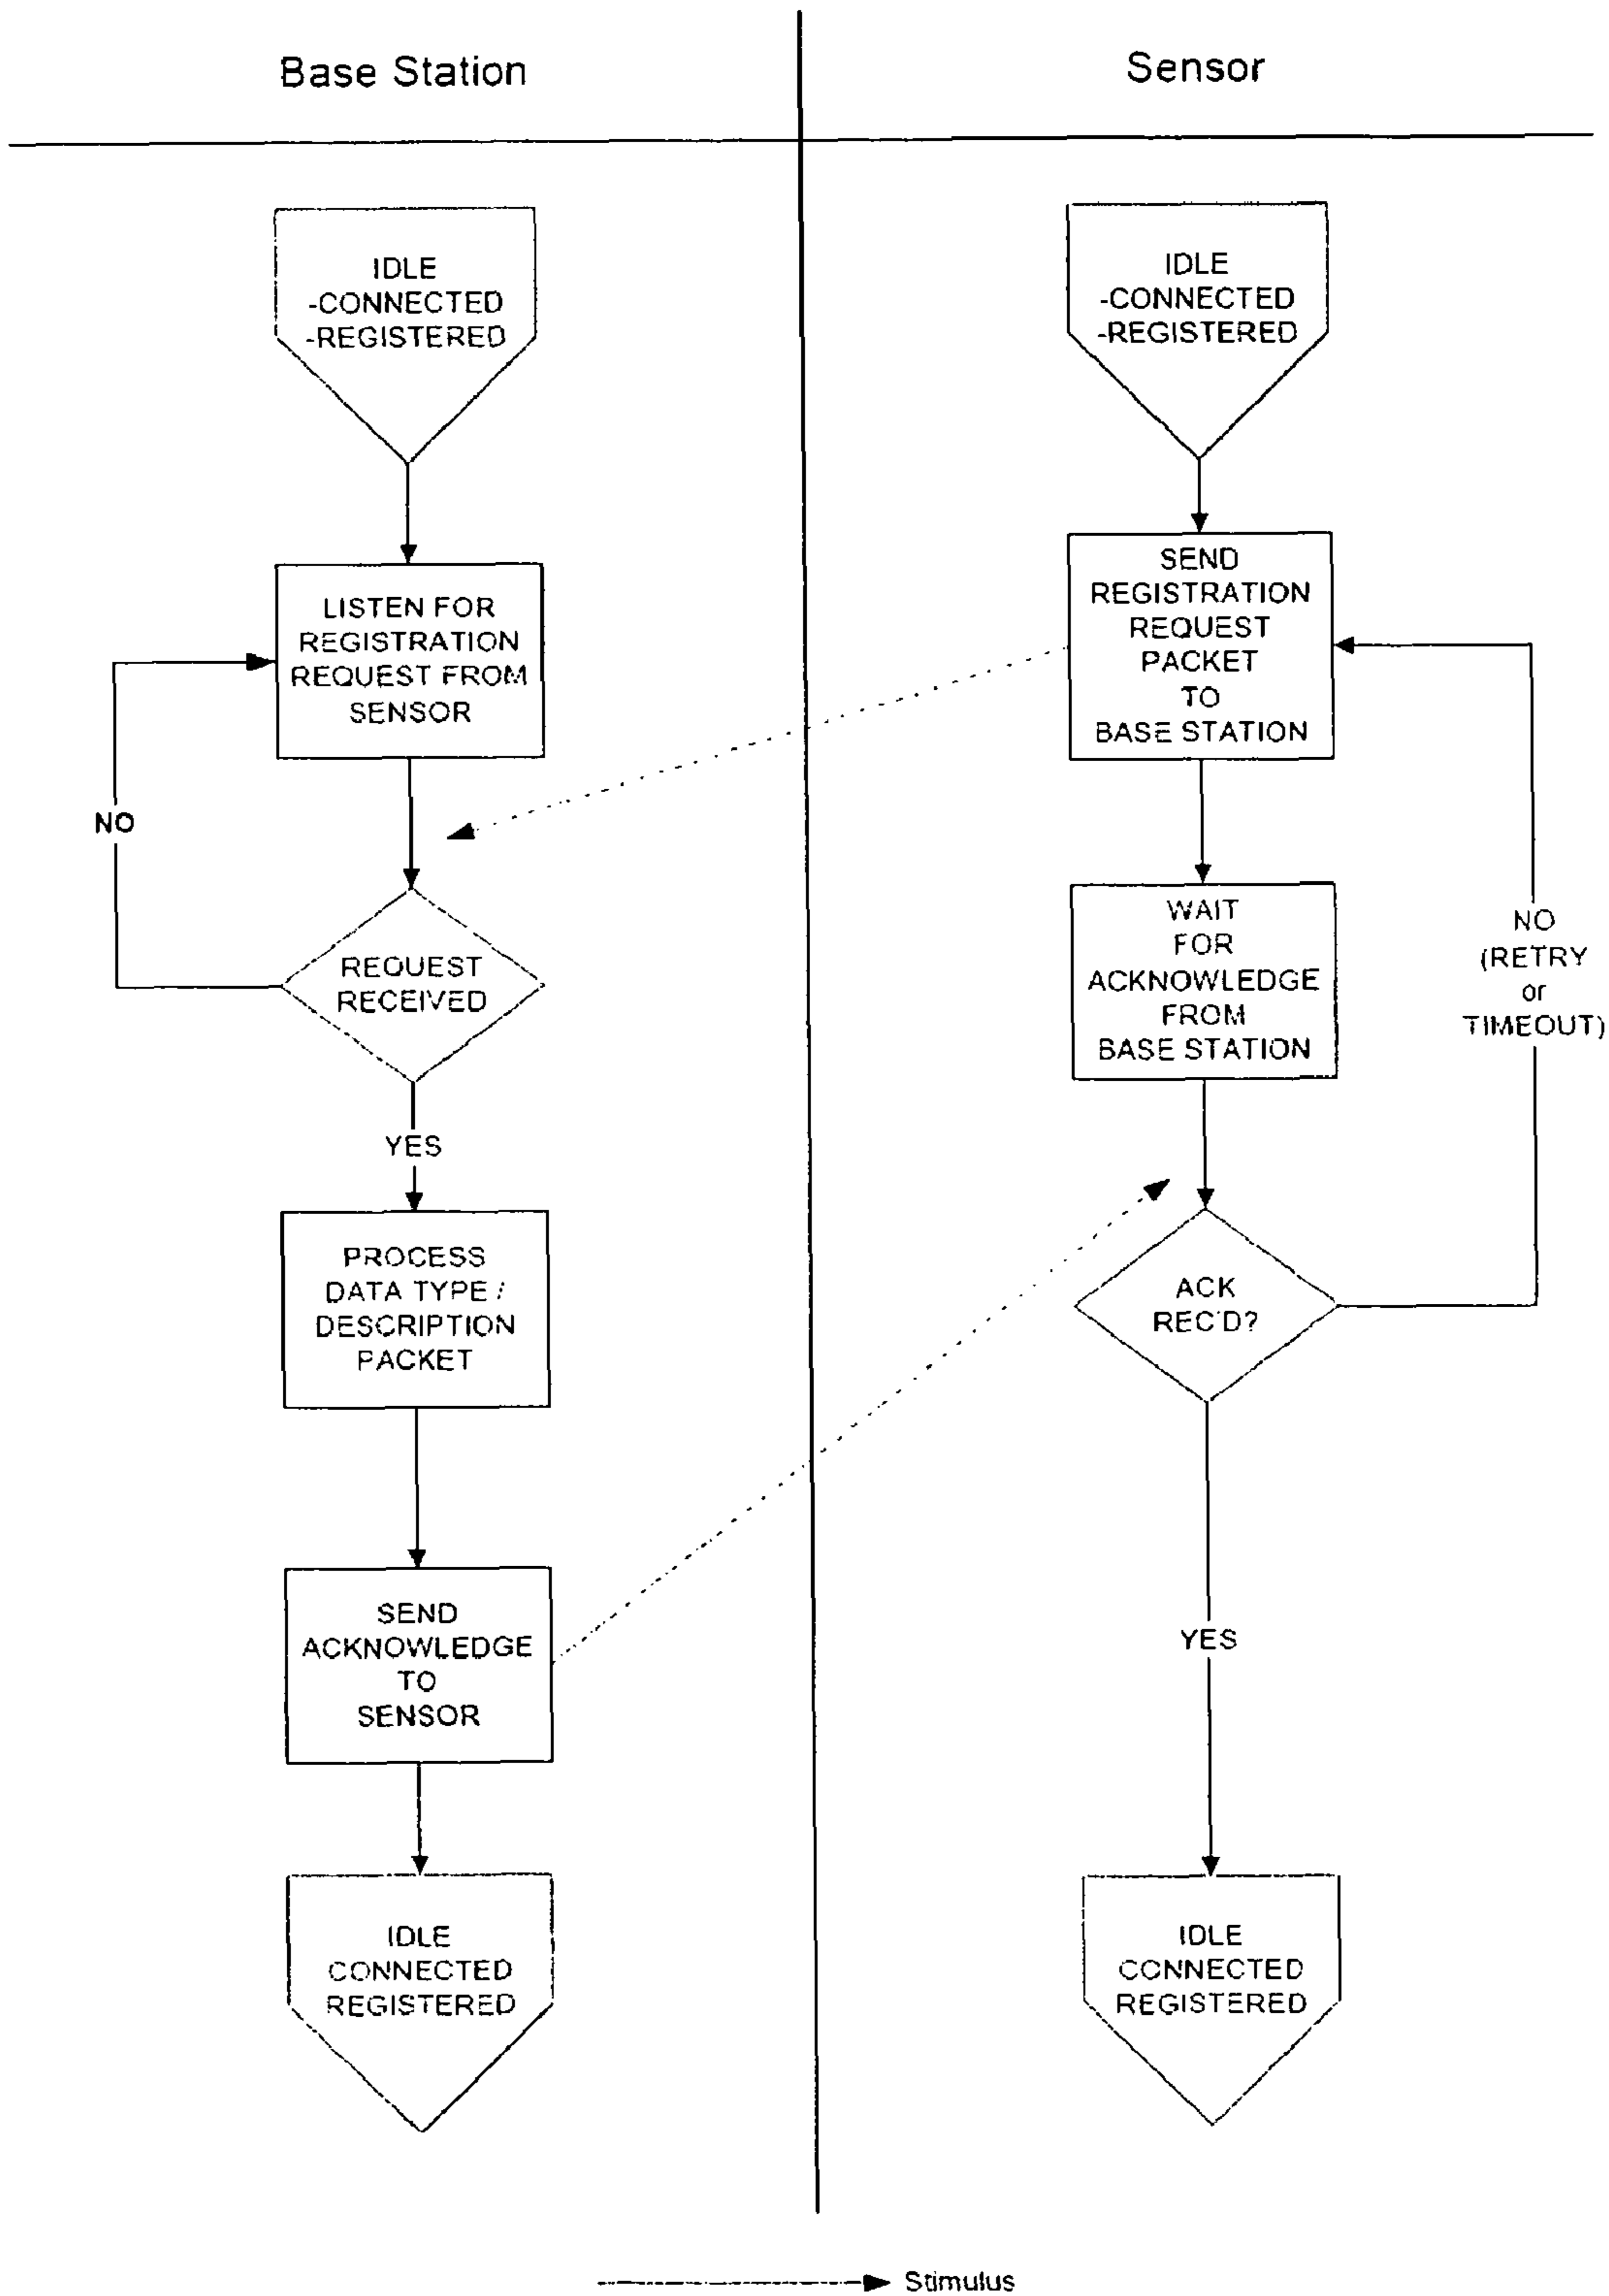 Base Station
IDLE
-CONNECTED
-REGISTERED
LISTEN FOR
REGISTRATION
REQUEST FROM
SENSOR
NO
REQUEST
RECEIVED
YES
PROCESS
DATA TYPE /
DESCRIPTION
PACKET
SEND
ACKNOWLEDGE
TO
SENSOR
IDLE
CONNECTED
REGISTERED
Sensor
IDLE
-CONNECTED
-REGISTERED
SEND
REGISTRATION
REQUEST
PACKET
TO
BASE STATION
WAIT
FOR
ACKNOWLEDGE
FROM
BASE STATION
NO
(RETRY
or
TIMEOUT)
ACK
REC'D?
YES
IDLE
CONNECTED
REGISTERED
Stimulus